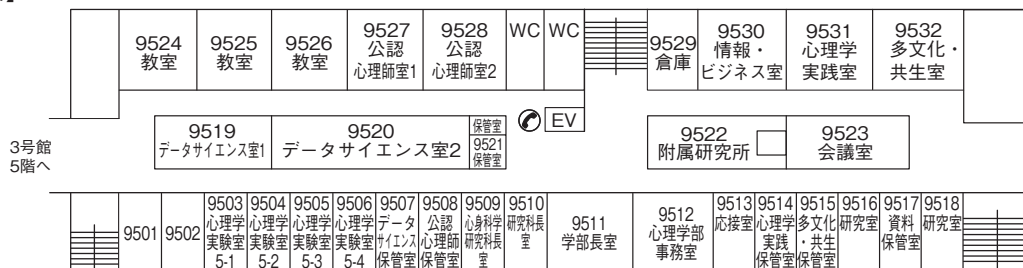 9524
教室
9525
教室
9526
教室
9527
公認
心理師室1
9528
公認
心理師室2
WC
WC
9529
倉庫
9530
情報・
ビジネス室
9531
心理学
実践室
9532
多文化・
共生室
EV
3号館
5階へ
9519
データサイエンス室1
9520
データサイエンス室2
保管室
9521
保管室
9522
附属研究所
9523
会議室
9501
9502
9503
心理学
実験室
5-1
9504
心理学
実験室
5-2
9505
心理学
実験室
5-3
9506
心理学
実験室
5-4
9507
データ
サイエンス
保管室
9508
公認
心理師
保管室
9509
心身科学
研究科長
室
9510
研究科長
室
9511
学部長室
9512
心理学部
事務室
9513
応接室
9514
心理学
実践
保管室
9515
多文化
・共生
保管室
9516
研究室
9517
資料
保管室
9518
研究室